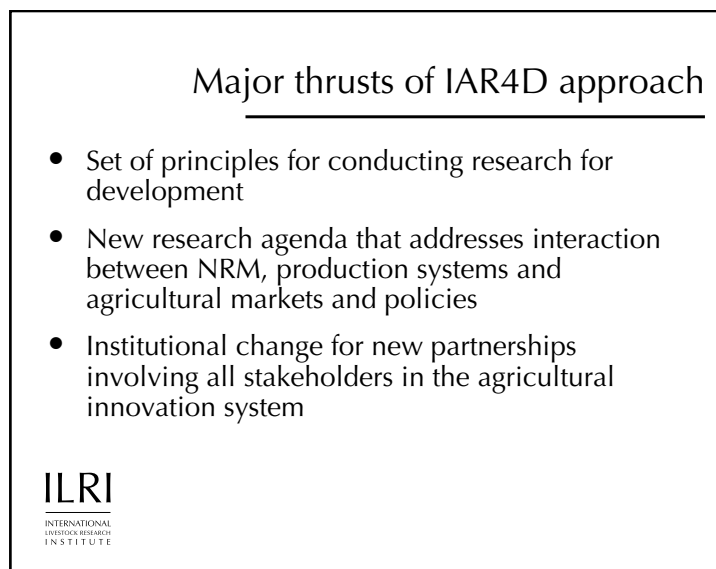 Major thrusts of IAR4D approach
• Set of principles for conducting research for
development
• New research agenda that addresses interaction
between NRM, production systems and
agricultural markets and policies
• Institutional change for new partnerships
involving all stakeholders in the agricultural
innovation system
ILRI
INTERNATIONAL
LIVESTOCK RESEARCH
INSTITUTE